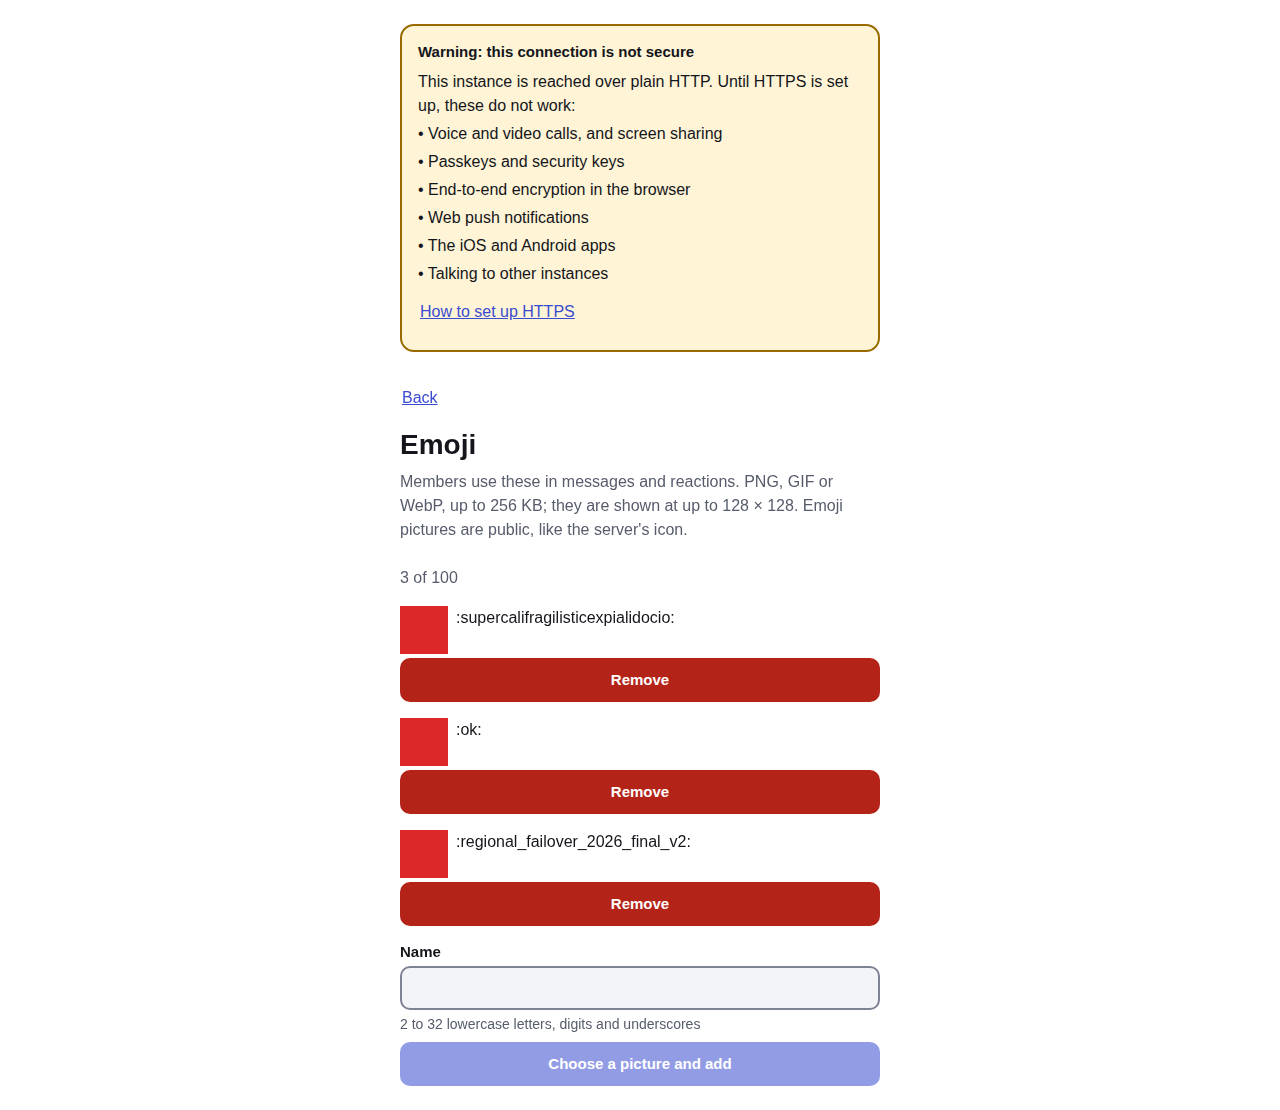 Warning: this connection is not secure
This instance is reached over plain HTTP. Until HTTPS is set
up, these do not work:
• Voice and video calls, and screen sharing
• Passkeys and security keys
• End-to-end encryption in the browser
• Web push notifications
• The iOS and Android apps
• Talking to other instances
How to set up HTTPS
Back
Emoji
Members use these in messages and reactions. PNG, GIF or
WebP, up to 256 KB; they are shown at up to 128 × 128. Emoji
pictures are public, like the server's icon.
3 of 100
:supercalifragilisticexpialidocio:
Remove
:ok:
Remove
:regional_failover_2026_final_v2:
Remove
Name
2 to 32 lowercase letters, digits and underscores
Choose a picture and add